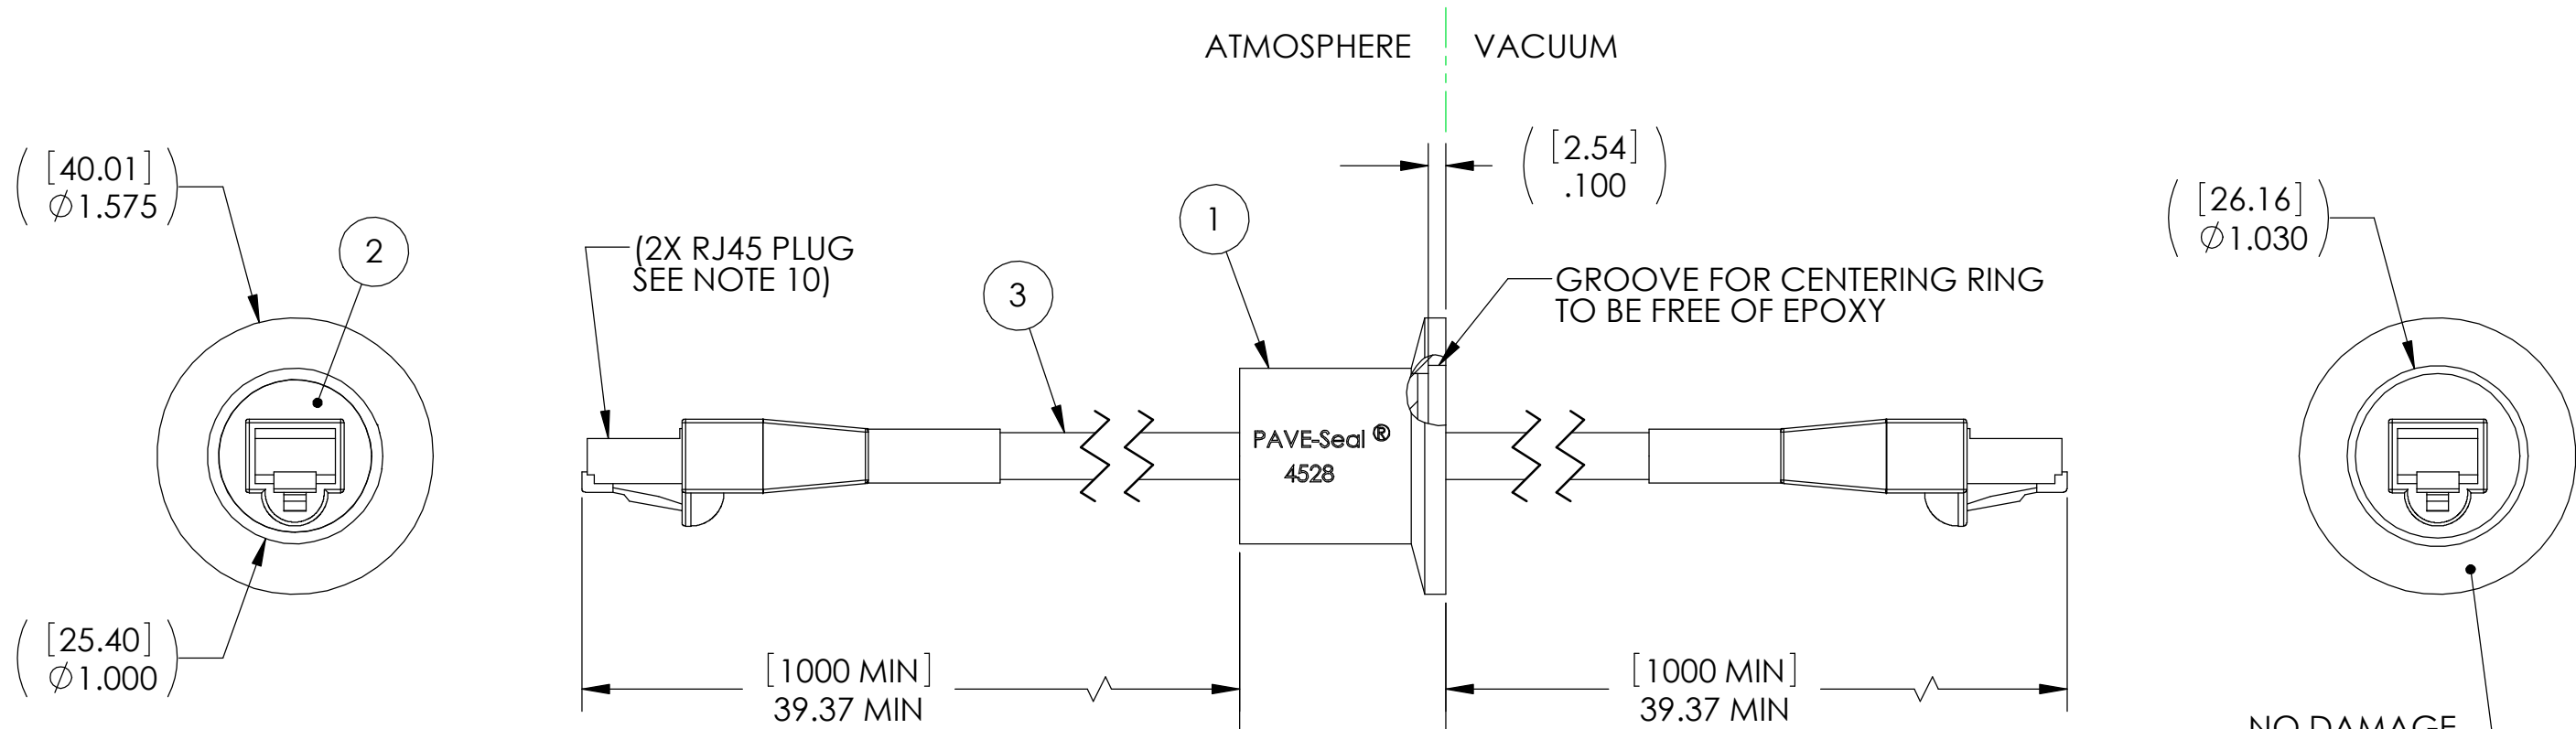 ATMOSPHERE
VACUUM
[40.01]
∅1.575
2
(2X RJ45 PLUG
SEE NOTE 10)
3
1
[2.54]
.100
GROOVE FOR CENTERING RING
TO BE FREE OF EPOXY
[26.16]
∅1.030
PAVE-Seal ®
4528
[25.40]
∅1.000
[1000 MIN]
39.37 MIN
[1000 MIN]
39.37 MIN
NO DAMAGE